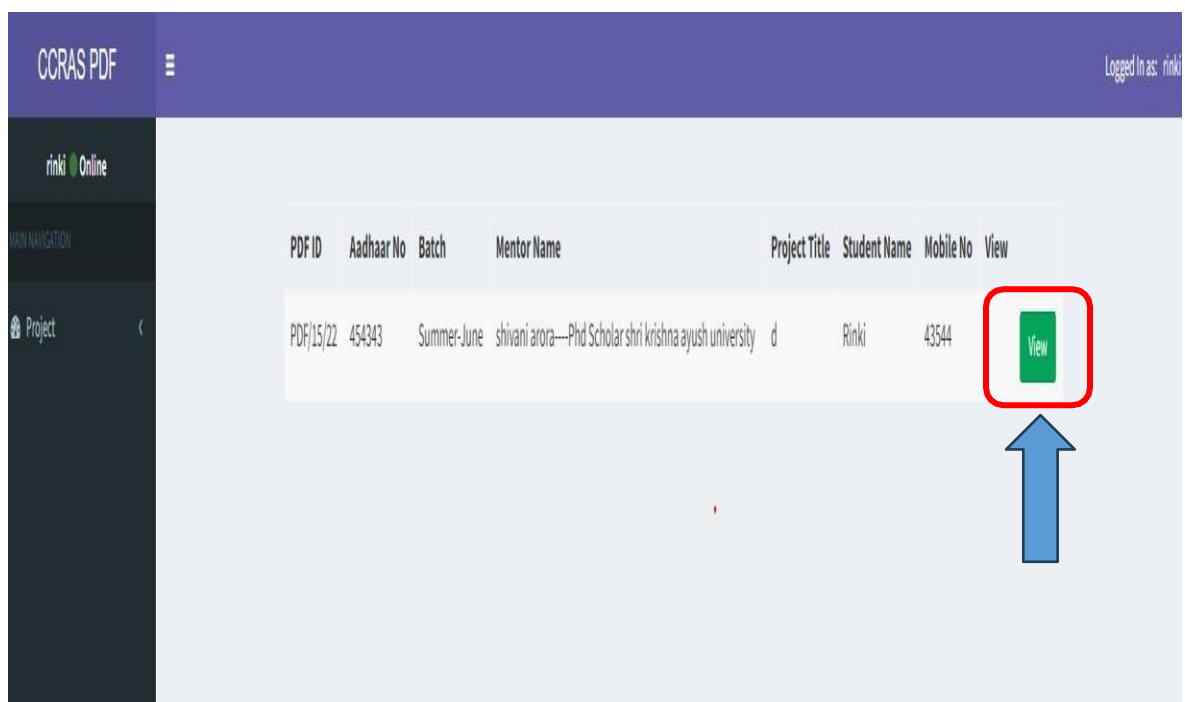 CCRAS PDF
Logged In as: rinki
rinki Online
MAIN NAVIGATION
Project
PDF ID Aadhaar No Batch Mentor Name Project Title Student Name Mobile No View
PDF/15/22 454343 Summer-June shivani arora----Phd Scholar shri krishna ayush university d Rinki 43544 View